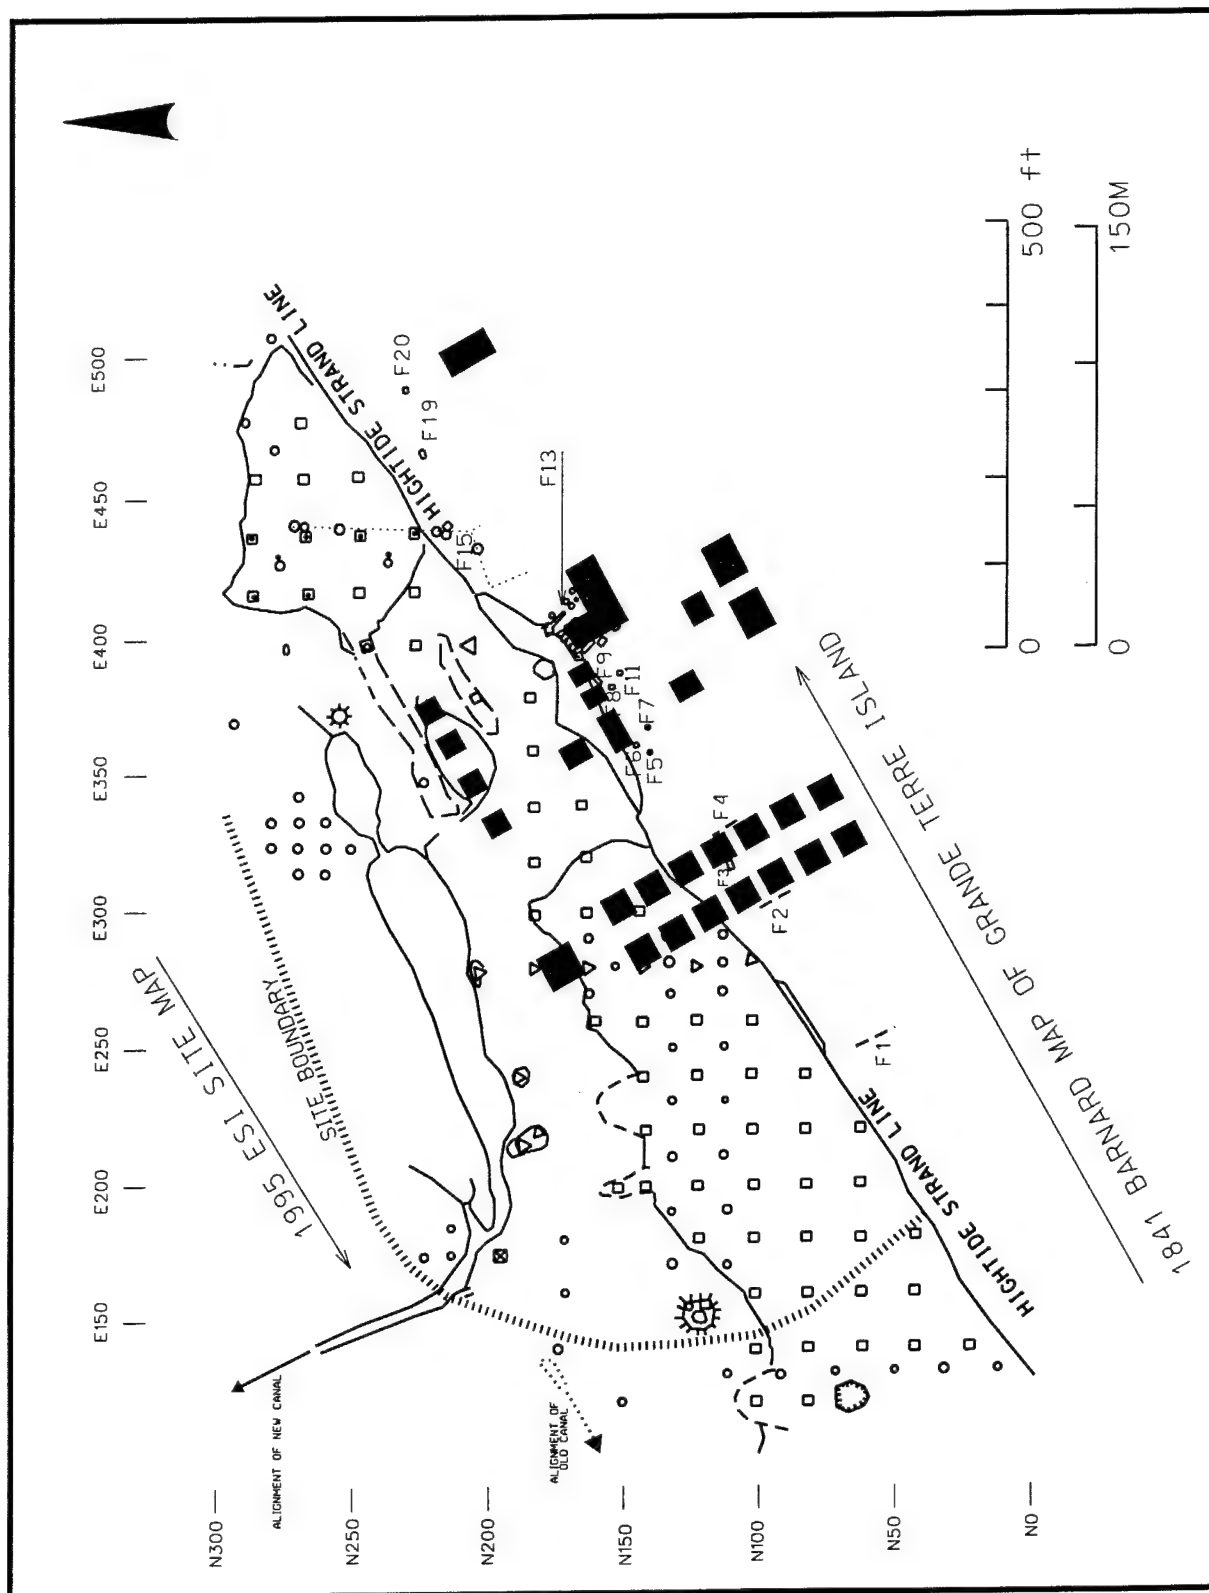 E500
E450
E400
E350
E300
E250
E200
E150
N300
N250
N200
N150
N100
N50
N0
1995 ESI SITE MAP
SITE BOUNDARY
HIGHTIDE STRAND LINE
HIGHTIDE STRAND LINE
HIGHTIDE STRAND LINE
1841 BARNARD MAP OF GRANDE TERRE ISLAND
ALIGNMENT OF NEW CANAL
ALIGNMENT OF
OLD CANAL
F20
F19
F15
F13
F9
F8
F11
F7
F6
F5
F4
F3
F2
F1
0
500 ft
0
150M